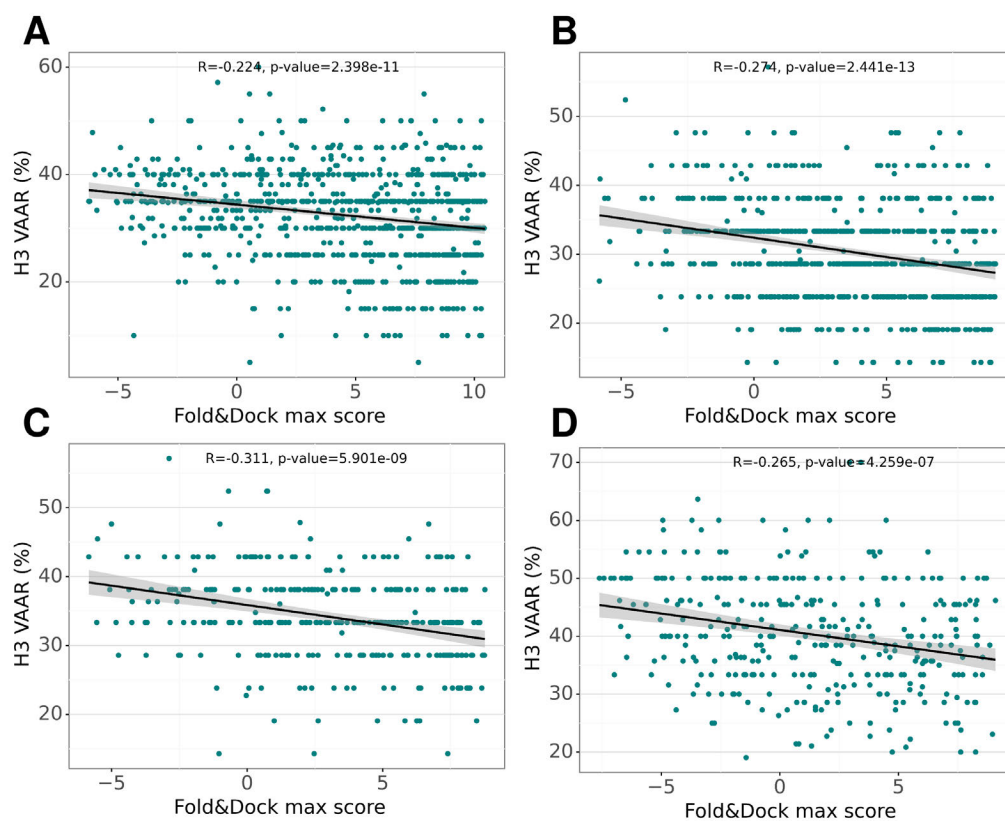 A
R=-0.224, p-value=2.398e-11
60
40
20
H3 VAAR (%)
−5 0 5 10
Fold&Dock max score
B
R=-0.274, p-value=2.441e-13
50
40
30
20
H3 VAAR (%)
−5 0 5
Fold&Dock max score
C
R=-0.311, p-value=5.901e-09
50
40
30
20
H3 VAAR (%)
−5 0 5
Fold&Dock max score
D
R=-0.265, p-value=4.259e-07
70
60
50
40
30
20
H3 VAAR (%)
−5 0 5
Fold&Dock max score